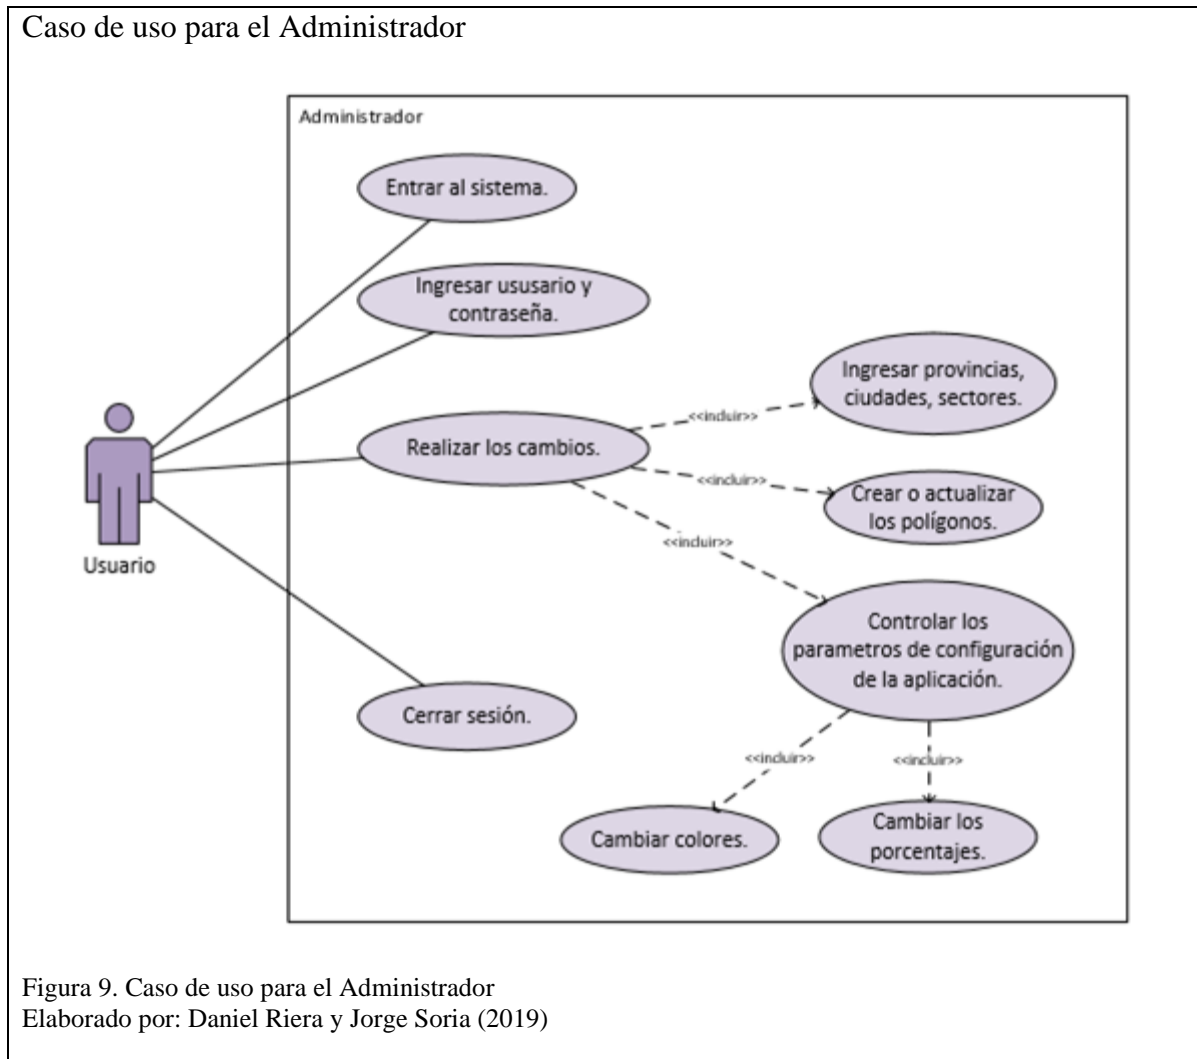 Caso de uso para el Administrador
Administrador
Entrar al sistema.
Ingresar ususario y
contraseña.
Ingresar provincias,
ciudades, sectores.
<<incluir>>
Realizar los cambios.
<<incluir>>
Crear o actualizar
los polígonos.
<<incluir>>
Usuario
Controlar los
parametros de configuración
de la aplicación.
Cerrar sesión.
<<incluir>>
<<incluir>>
Cambiar colores.
Cambiar los
porcentajes.
Figura 9. Caso de uso para el Administrador
Elaborado por: Daniel Riera y Jorge Soria (2019)